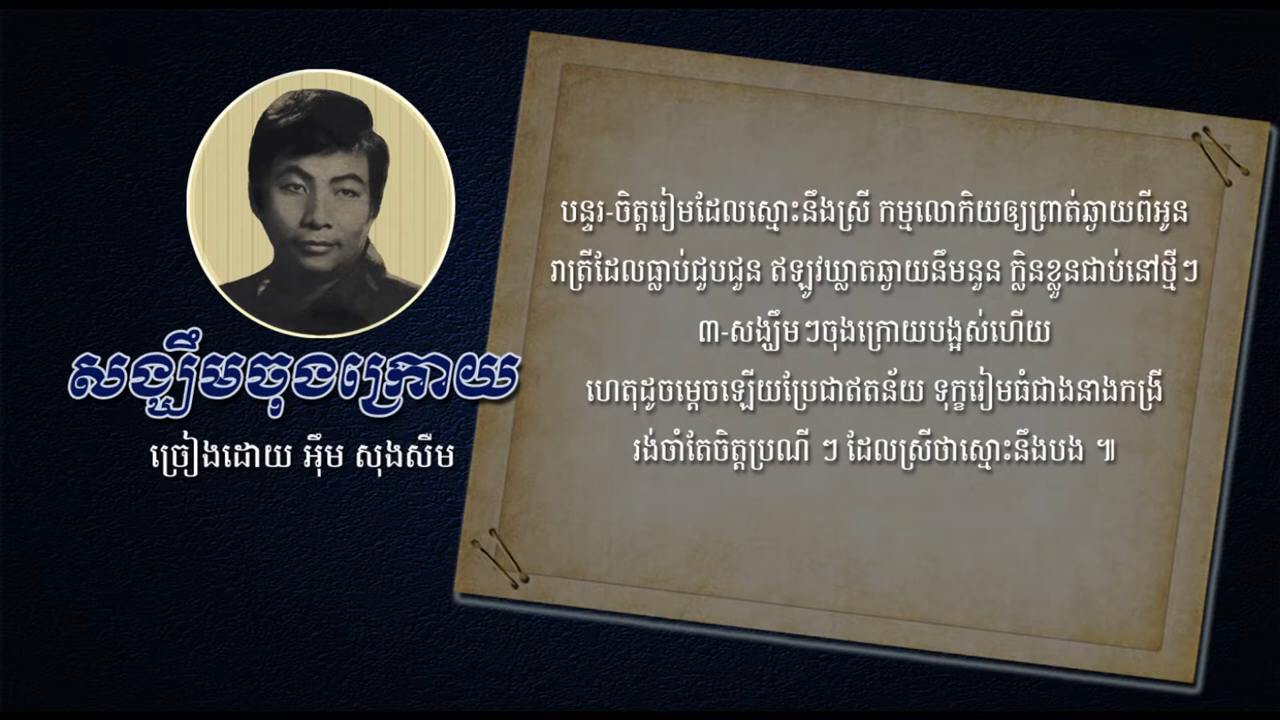 សង្ឃឹមចុងក្រោយ
ច្រៀងដោយ អ៊ឹម សុងសឺម
បន្ទរ-ចិត្តរៀមដែលស្មោះនឹងស្រី កម្មលោកិយឲ្យព្រាត់ឆ្ងាយពីអូន
រាត្រីដែលធ្លាប់ជួបជួន ឥឡូវឃ្លាតឆ្ងាយនឹមនួន ក្លិនខ្លួនជាប់នៅថ្មីៗ
៣-សង្ឃឹមៗចុងក្រោយបង្អស់ហើយ
ហេតុដូចម្ដេចឡើយប្រែជាឥតន័យ ទុក្ខរៀមធំជាងនាងកង្រី
រង់ចាំតែចិត្តប្រណី ៗ ដែលស្រីថាស្មោះនឹងបង ៕